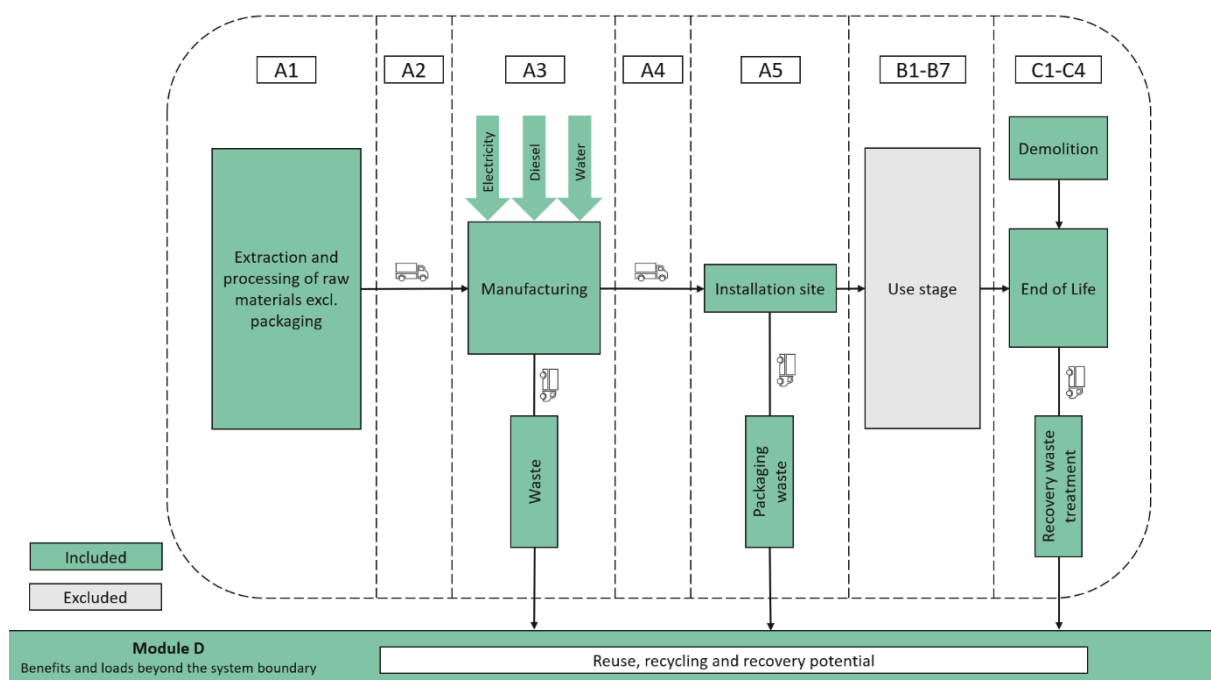 A1
A2
A3
A4
A5
B1-B7
C1-C4
Electricity
Diesel
Water
Demolition
Extraction and
processing of raw
materials excl.
packaging
Manufacturing
Installation site
Use stage
End of Life
Waste
Packaging
waste
Recovery waste
treatment
Included
Excluded
Module D
Benefits and loads beyond the system boundary
Reuse, recycling and recovery potential